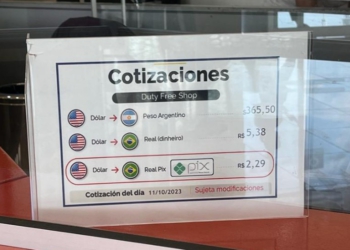 Cotizaciones
Duty Free Shop
Dólar → Peso Argentino $365,50
Dólar → Real (dinheiro) R$ 5,38
Dólar → Real Pix pix R$ 2,29
Cotización del día 11/10/2023 Sujeta modificaciones